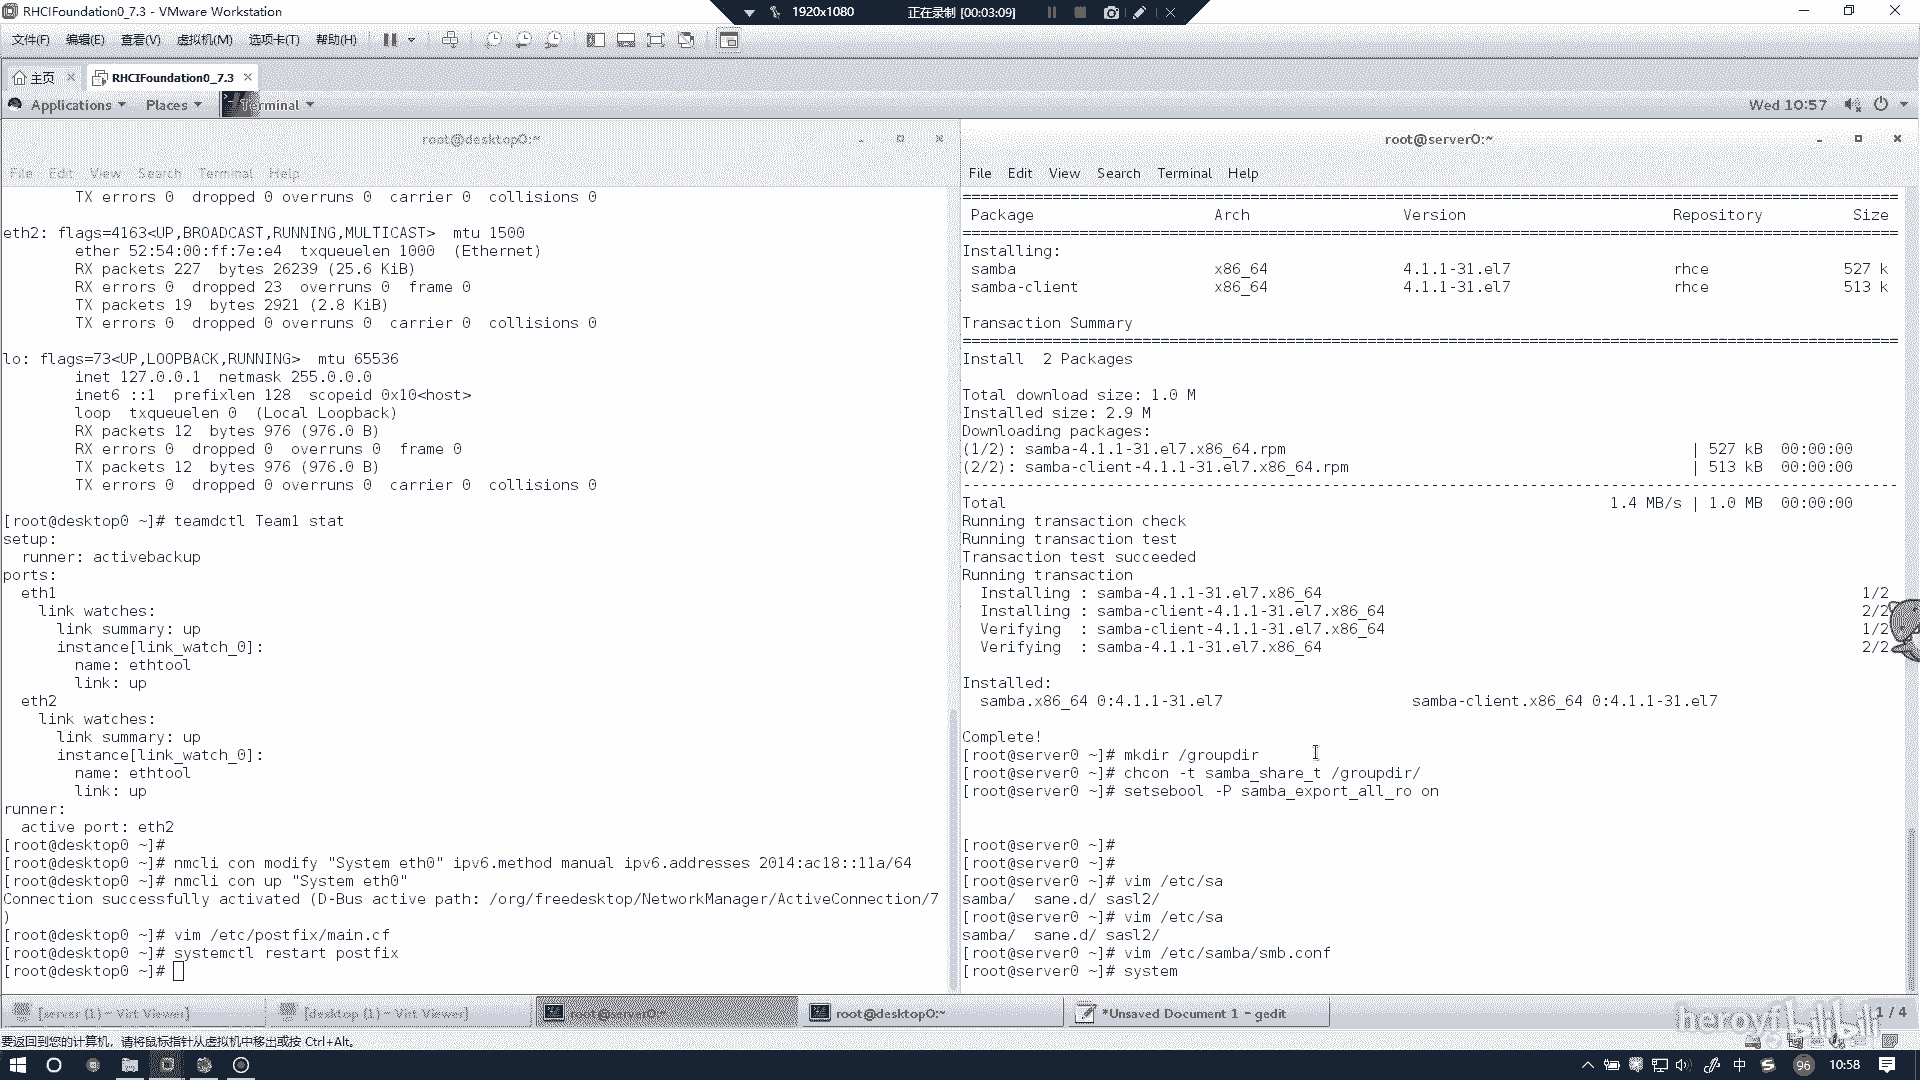 RHCIFoundation0_7.3 - VMware Workstation
1920x1080 正在录制 [00:03:09]
文件(F) 编辑(E) 查看(V) 虚拟机(M) 选项卡(T) 帮助(H)
主页 RHCIFoundation0_7.3
Applications Places Terminal Wed 10:57
root@desktop0:~
File Edit View Search Terminal Help
TX errors 0 dropped 0 overruns 0 carrier 0 collisions 0
eth2: flags=4163<UP,BROADCAST,RUNNING,MULTICAST> mtu 1500
ether 52:54:00:ff:7e:e4 txqueuelen 1000 (Ethernet)
RX packets 227 bytes 26239 (25.6 KiB)
RX errors 0 dropped 23 overruns 0 frame 0
TX packets 19 bytes 2921 (2.8 KiB)
TX errors 0 dropped 0 overruns 0 carrier 0 collisions 0
lo: flags=73<UP,LOOPBACK,RUNNING> mtu 65536
inet 127.0.0.1 netmask 255.0.0.0
inet6 ::1 prefixlen 128 scopeid 0x10<host>
loop txqueuelen 0 (Local Loopback)
RX packets 12 bytes 976 (976.0 B)
RX errors 0 dropped 0 overruns 0 frame 0
TX packets 12 bytes 976 (976.0 B)
TX errors 0 dropped 0 overruns 0 carrier 0 collisions 0
[root@desktop0 ~]# teamdctl Team1 stat
setup:
runner: activebackup
ports:
eth1
link watches:
link summary: up
instance[link_watch_0]:
name: ethtool
link: up
eth2
link watches:
link summary: up
instance[link_watch_0]:
name: ethtool
link: up
runner:
active port: eth2
[root@desktop0 ~]#
[root@desktop0 ~]# nmcli con modify "System eth0" ipv6.method manual ipv6.addresses 2014:ac18::11a/64
[root@desktop0 ~]# nmcli con up "System eth0"
Connection successfully activated (D-Bus active path: /org/freedesktop/NetworkManager/ActiveConnection/7
)
[root@desktop0 ~]# vim /etc/postfix/main.cf
[root@desktop0 ~]# systemctl restart postfix
[root@desktop0 ~]#
root@server0:~
File Edit View Search Terminal Help
================================================================
Package Arch Version Repository Size
================================================================
Installing:
samba x86_64 4.1.1-31.el7 rhce 527 k
samba-client x86_64 4.1.1-31.el7 rhce 513 k
Transaction Summary
================================================================
Install 2 Packages
Total download size: 1.0 M
Installed size: 2.9 M
Downloading packages:
(1/2): samba-4.1.1-31.el7.x86_64.rpm | 527 kB 00:00:00
(2/2): samba-client-4.1.1-31.el7.x86_64.rpm | 513 kB 00:00:00
----------------------------------------------------------------
Total 1.4 MB/s | 1.0 MB 00:00:00
Running transaction check
Running transaction test
Transaction test succeeded
Running transaction
Installing : samba-4.1.1-31.el7.x86_64 1/2
Installing : samba-client-4.1.1-31.el7.x86_64 2/2
Verifying : samba-client-4.1.1-31.el7.x86_64 1/2
Verifying : samba-4.1.1-31.el7.x86_64 2/2
Installed:
samba.x86_64 0:4.1.1-31.el7 samba-client.x86_64 0:4.1.1-31.el7
Complete!
[root@server0 ~]# mkdir /groupdir
[root@server0 ~]# chcon -t samba_share_t /groupdir/
[root@server0 ~]# setsebool -P samba_export_all_ro on
[root@server0 ~]#
[root@server0 ~]#
[root@server0 ~]# vim /etc/sa
samba/ sane.d/ sasl2/
[root@server0 ~]# vim /etc/sa
samba/ sane.d/ sasl2/
[root@server0 ~]# vim /etc/samba/smb.conf
[root@server0 ~]# system
[server (1) - Virt Viewer] [desktop (1) - Virt Viewer] root@server0:~ root@desktop0:~ *Unsaved Document 1 - gedit 1 / 4
要返回到您的计算机，请将鼠标指针从虚拟机中移出或按 Ctrl+Alt。
中 96 10:58
bilibili